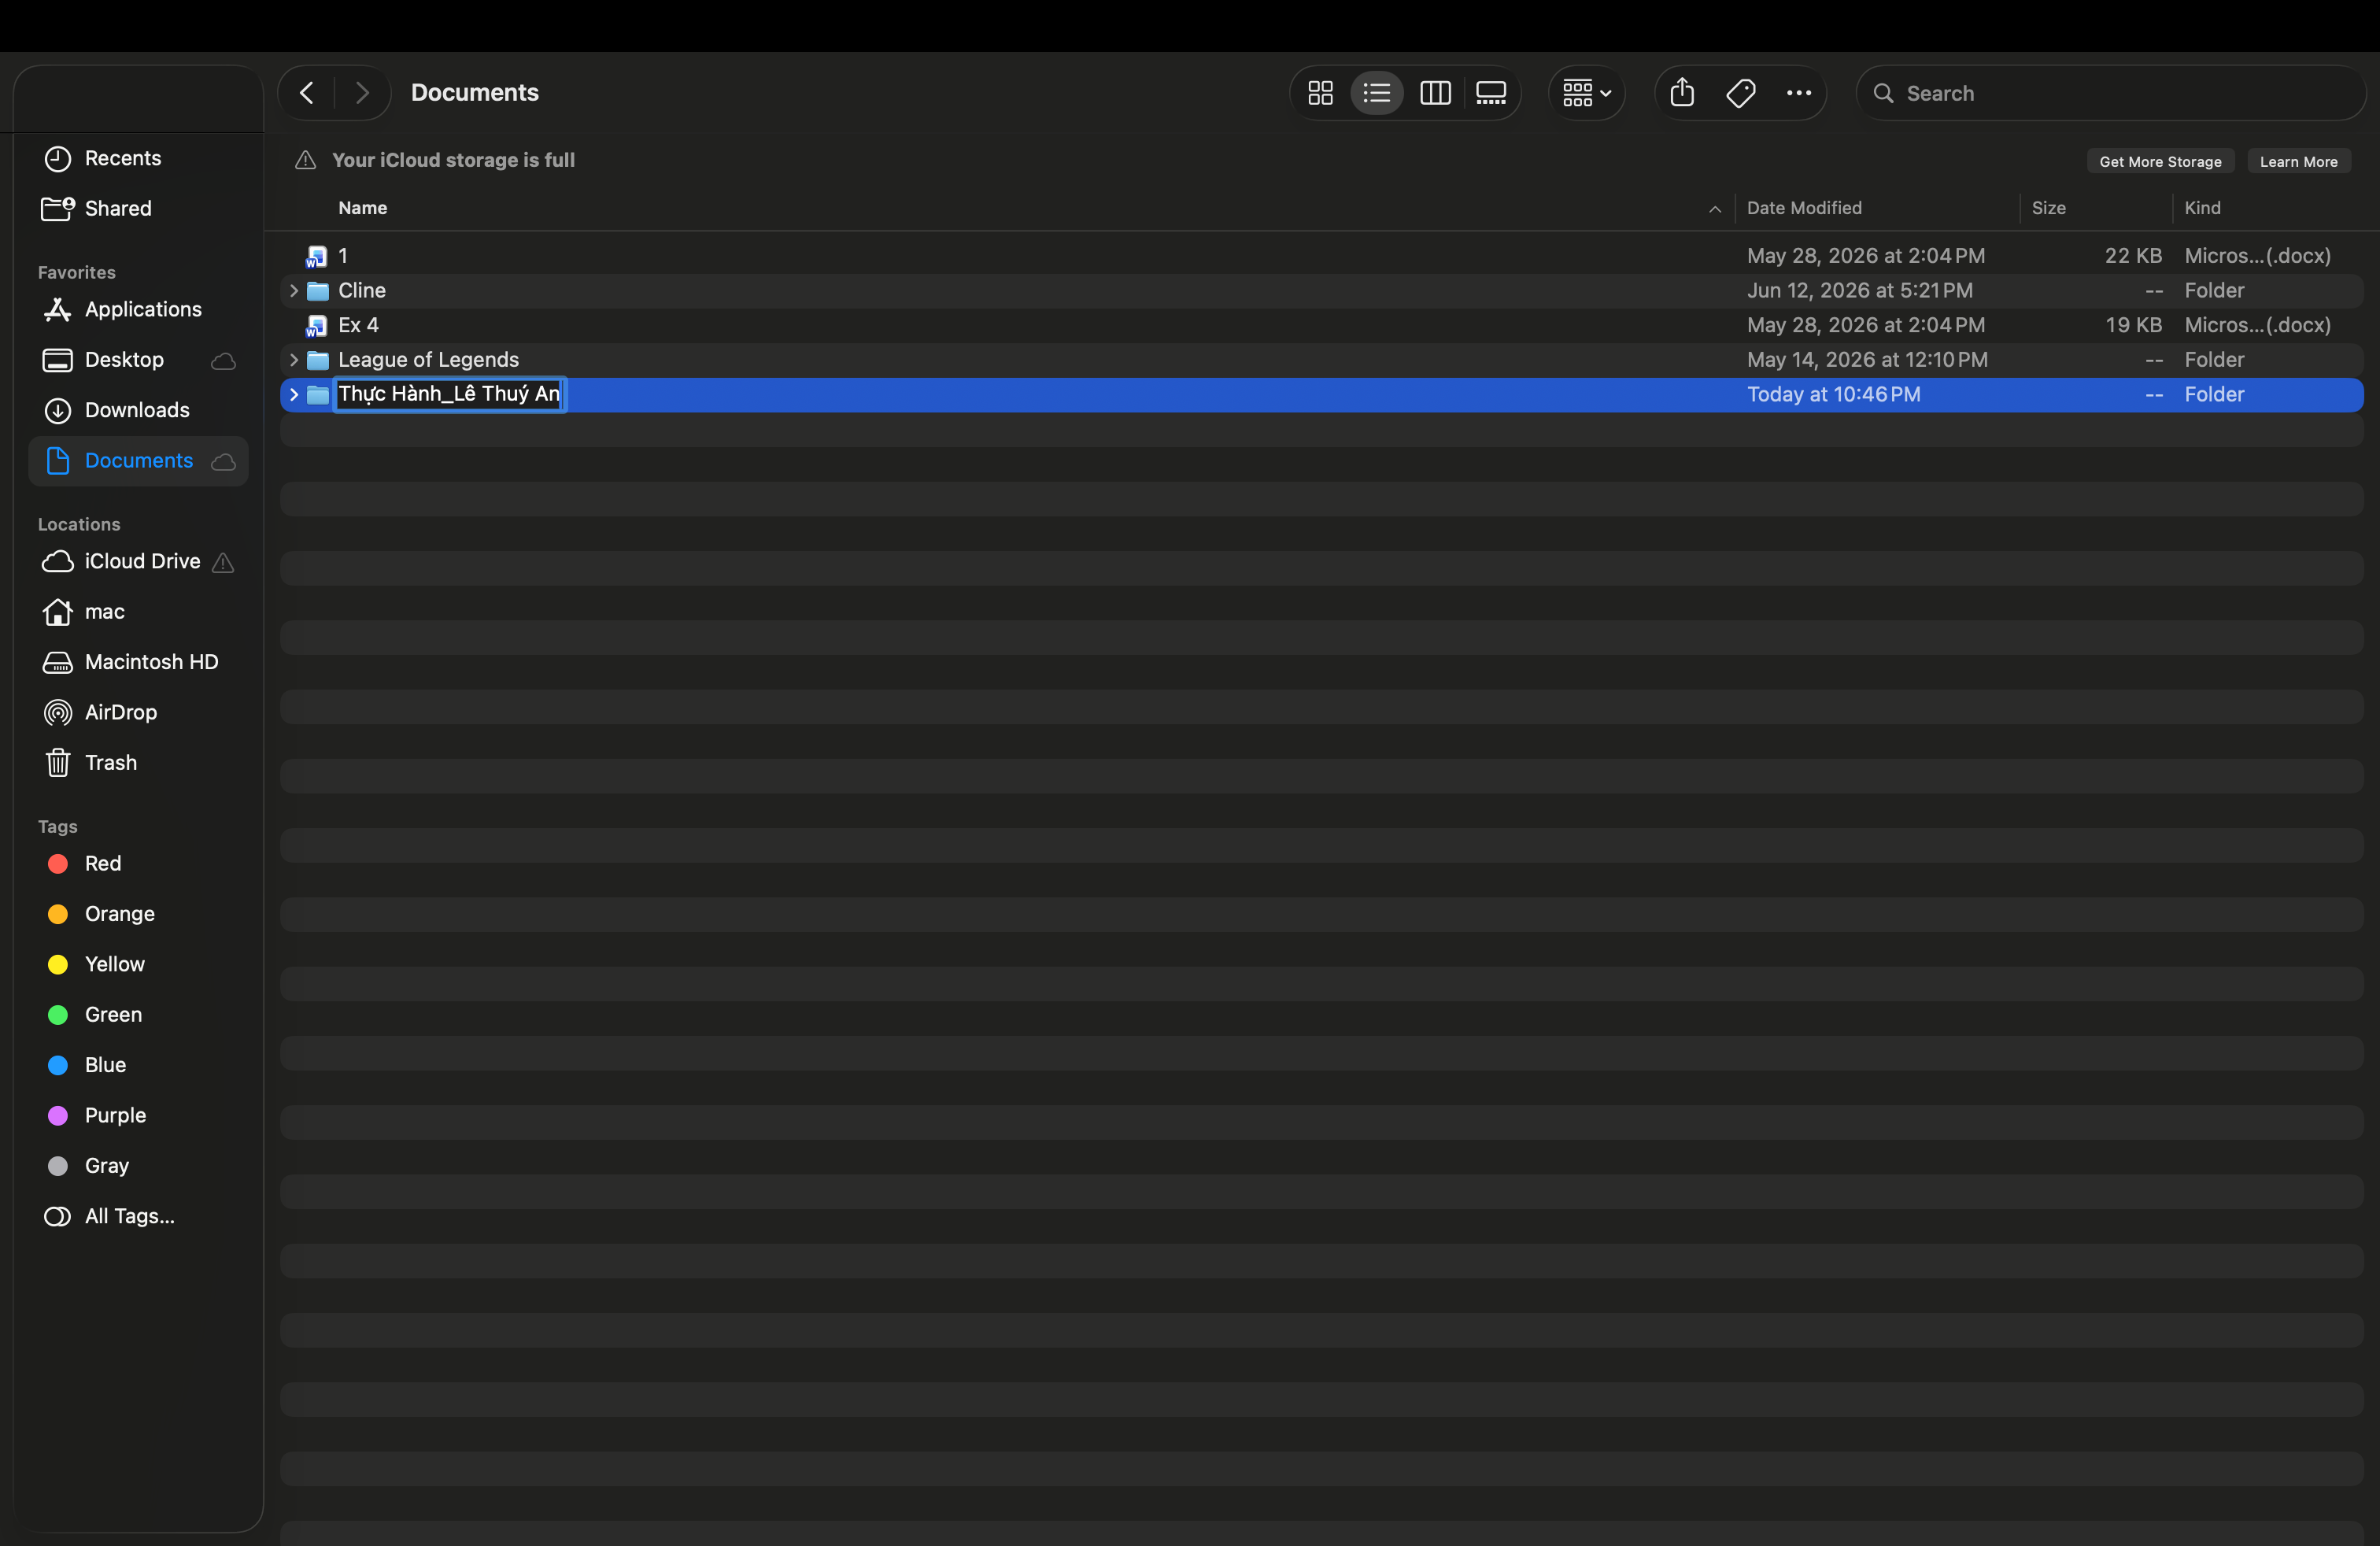 Documents
Search
Recents
Shared
Favorites
Applications
Desktop
Downloads
Documents
Locations
iCloud Drive
mac
Macintosh HD
AirDrop
Trash
Tags
Red
Orange
Yellow
Green
Blue
Purple
Gray
All Tags...
Your iCloud storage is full
Get More Storage
Learn More
Name Date Modified Size Kind
1 May 28, 2026 at 2:04 PM 22 KB Micros...(.docx)
Cline Jun 12, 2026 at 5:21 PM -- Folder
Ex 4 May 28, 2026 at 2:04 PM 19 KB Micros...(.docx)
League of Legends May 14, 2026 at 12:10 PM -- Folder
Thực Hành_Lê Thuý An Today at 10:46 PM -- Folder